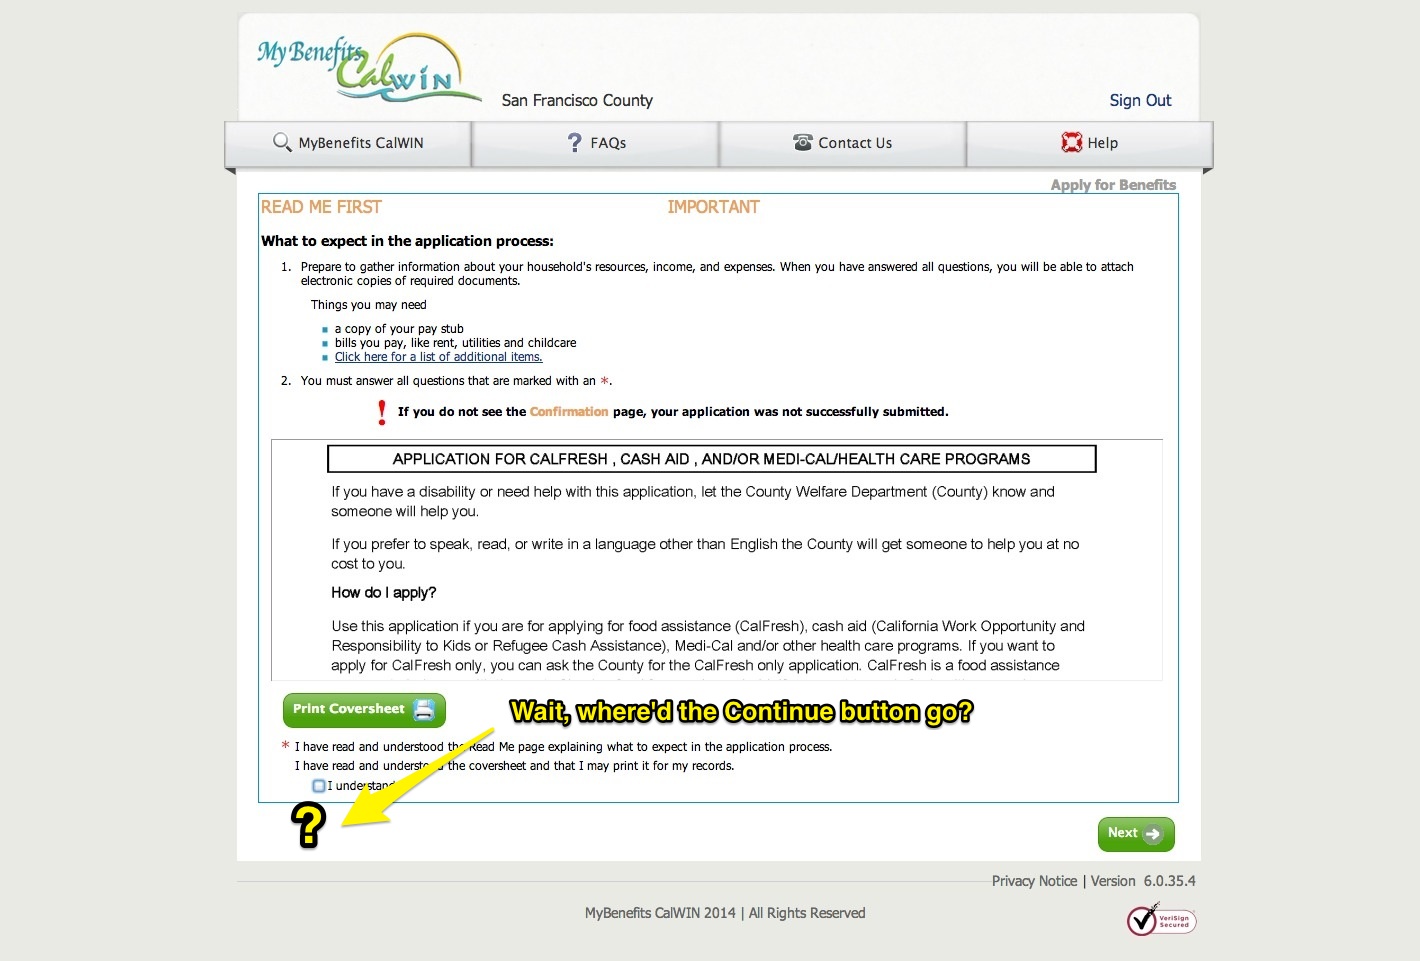 My Benefits
CalWIN
San Francisco County
Sign Out
MyBenefits CalWIN
? FAQs
Contact Us
Help
Apply for Benefits
READ ME FIRST
IMPORTANT
What to expect in the application process:
1. Prepare to gather information about your household's resources, income, and expenses. When you have answered all questions, you will be able to attach
electronic copies of required documents.
Things you may need
a copy of your pay stub
bills you pay, like rent, utilities and childcare
Click here for a list of additional items.
2. You must answer all questions that are marked with an *.
! If you do not see the Confirmation page, your application was not successfully submitted.
APPLICATION FOR CALFRESH , CASH AID , AND/OR MEDI-CAL/HEALTH CARE PROGRAMS
If you have a disability or need help with this application, let the County Welfare Department (County) know and
someone will help you.
If you prefer to speak, read, or write in a language other than English the County will get someone to help you at no
cost to you.
How do I apply?
Use this application if you are for applying for food assistance (CalFresh), cash aid (California Work Opportunity and
Responsibility to Kids or Refugee Cash Assistance), Medi-Cal and/or other health care programs. If you want to
apply for CalFresh only, you can ask the County for the CalFresh only application. CalFresh is a food assistance
Print Coversheet
Wait, where'd the Continue button go?
* I have read and understood the Read Me page explaining what to expect in the application process.
I have read and understood the coversheet and that I may print it for my records.
I understand
?
Next
Privacy Notice | Version 6.0.35.4
MyBenefits CalWIN 2014 | All Rights Reserved
VeriSign
Secured